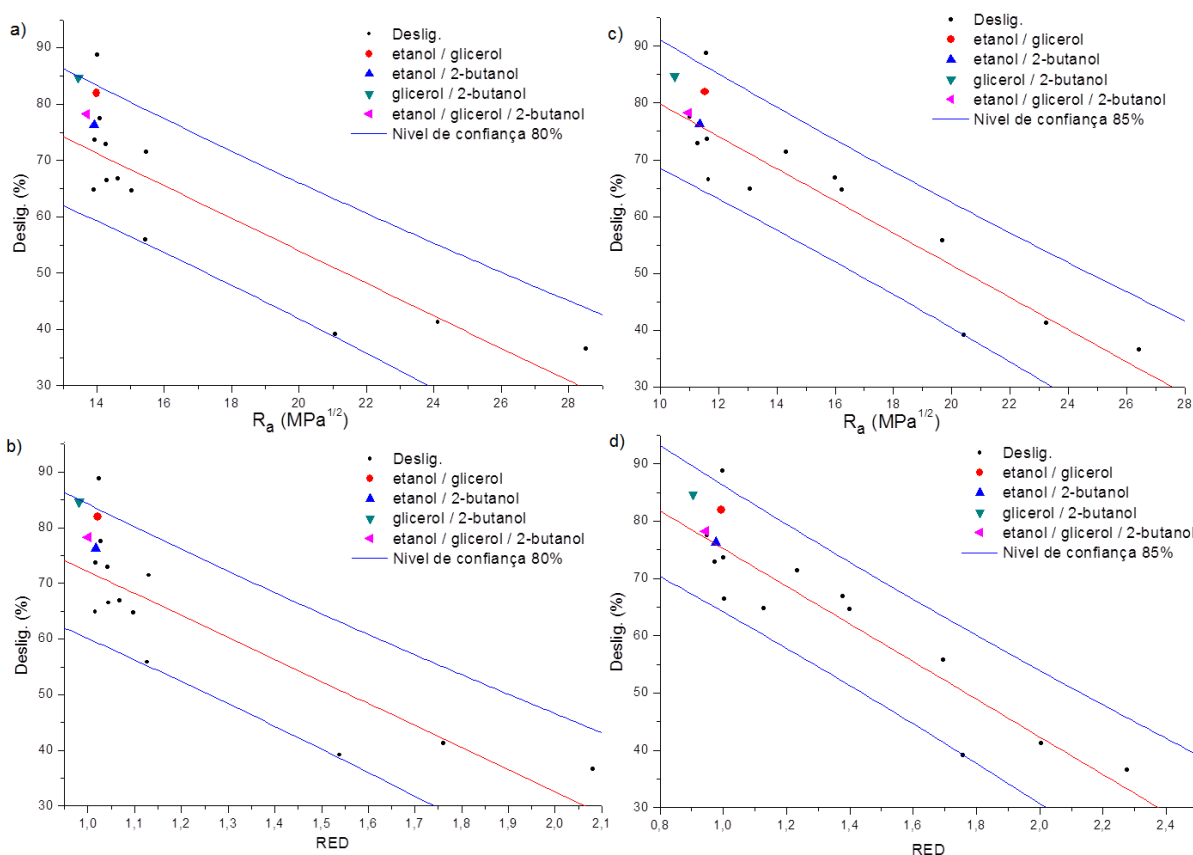 a)
Deslig. (%)
90
80
70
60
50
40
30
Deslig.
etanol / glicerol
etanol / 2-butanol
glicerol / 2-butanol
etanol / glicerol / 2-butanol
Nivel de confiança 80%
14 16 18 20 22 24 26 28
Rₐ (MPa¹/²)
c)
Deslig. (%)
90
80
70
60
50
40
30
Deslig.
etanol / glicerol
etanol / 2-butanol
glicerol / 2-butanol
etanol / glicerol / 2-butanol
Nivel de confiança 85%
10 12 14 16 18 20 22 24 26 28
Rₐ (MPa¹/²)
b)
Deslig. (%)
90
80
70
60
50
40
30
Deslig.
etanol / glicerol
etanol / 2-butanol
glicerol / 2-butanol
etanol / glicerol / 2-butanol
Nivel de confiança 80%
1,0 1,1 1,2 1,3 1,4 1,5 1,6 1,7 1,8 1,9 2,0 2,1
RED
d)
Deslig. (%)
90
80
70
60
50
40
30
Deslig.
etanol / glicerol
etanol / 2-butanol
glicerol / 2-butanol
etanol / glicerol / 2-butanol
Nivel de confiança 85%
0,8 1,0 1,2 1,4 1,6 1,8 2,0 2,2 2,4
RED